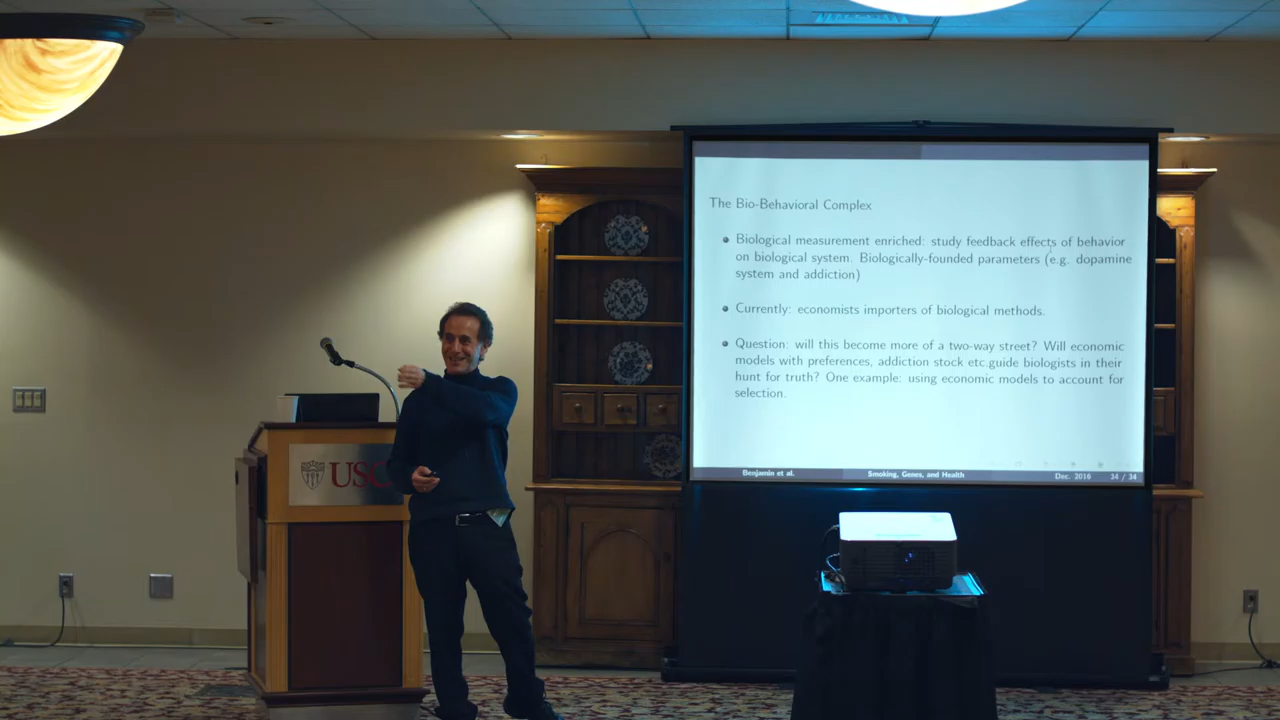 USC
The Bio-Behavioral Complex
Biological measurement enriched: study feedback effects of behavior
on biological system. Biologically-founded parameters (e.g. dopamine
system and addiction)
Currently: economists importers of biological methods.
Question: will this become more of a two-way street? Will economic
models with preferences, addiction stock etc guide biologists in their
hunt for truth? One example: using economic models to account for
selection.
Benjamin et al. Smoking, Genes, and Health Dec. 2016 34 / 34